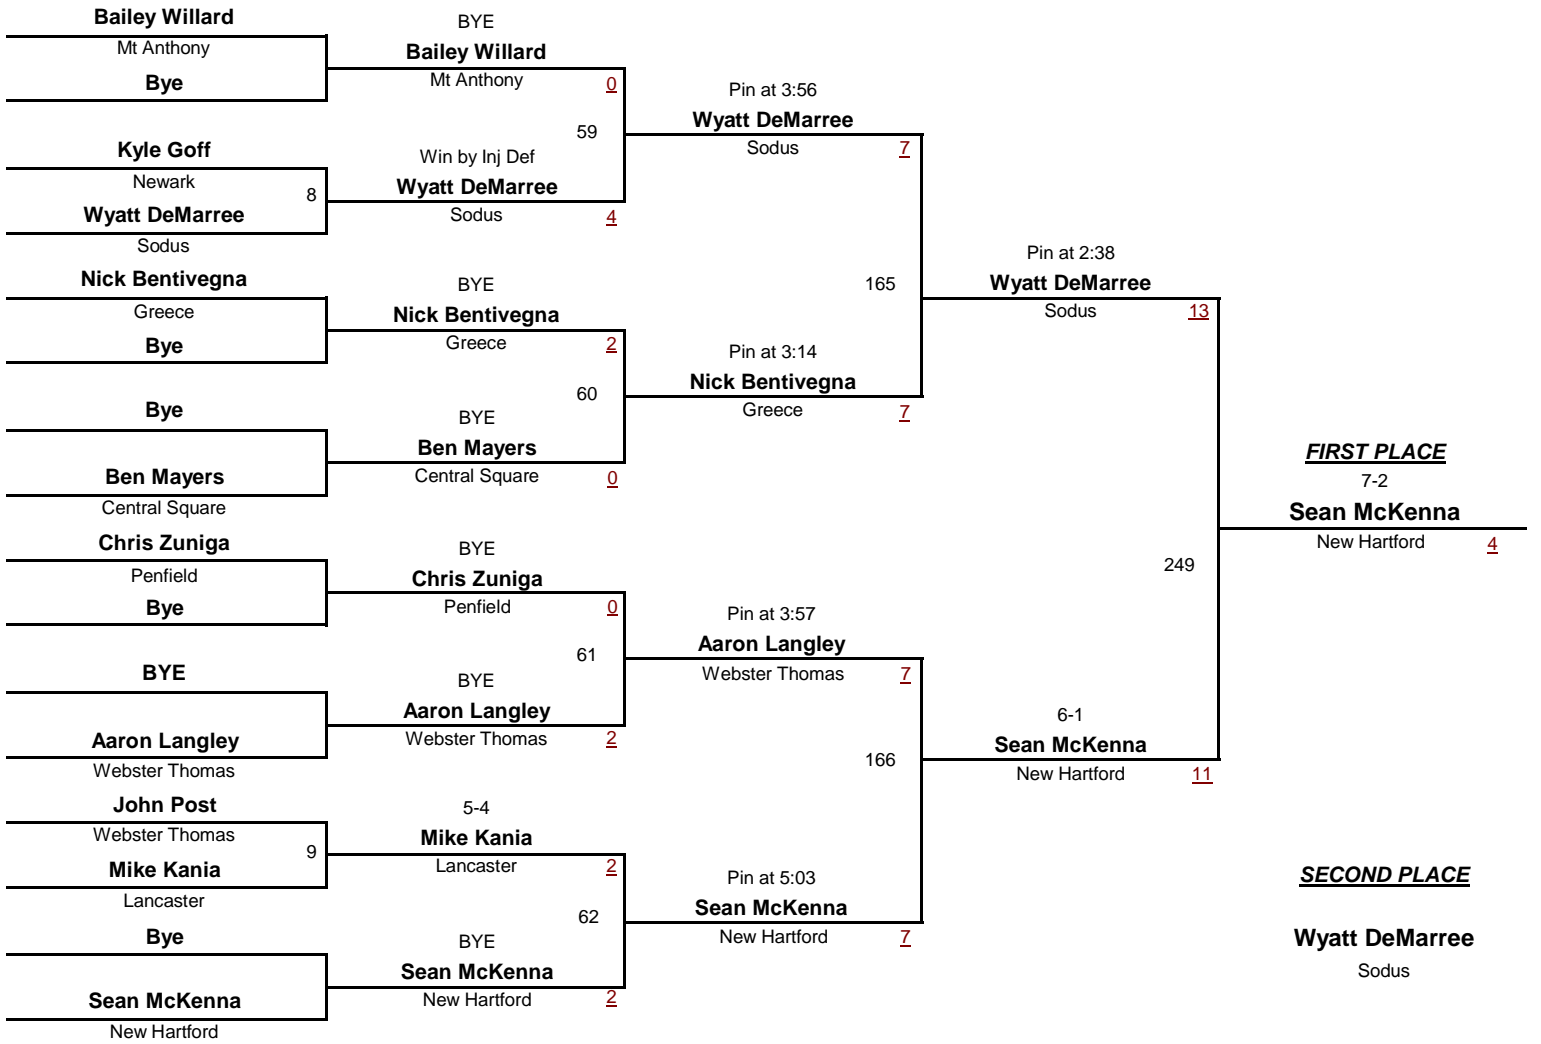 Bailey Willard
Mt Anthony
Bye
Kyle Goff
Newark
8
Wyatt DeMarree
Sodus
Nick Bentivegna
Greece
Bye
Bye
Ben Mayers
Central Square
Chris Zuniga
Penfield
Bye
BYE
Aaron Langley
Webster Thomas
John Post
Webster Thomas
9
Mike Kania
Lancaster
Bye
Sean McKenna
New Hartford
BYE
Bailey Willard
Mt Anthony
0
59
Win by Inj Def
Wyatt DeMarree
Sodus
4
BYE
Nick Bentivegna
Greece
2
60
BYE
Ben Mayers
Central Square
0
BYE
Chris Zuniga
Penfield
0
61
BYE
Aaron Langley
Webster Thomas
2
5-4
Mike Kania
Lancaster
2
62
BYE
Sean McKenna
New Hartford
2
Pin at 3:56
Wyatt DeMarree
Sodus
7
165
Pin at 3:14
Nick Bentivegna
Greece
7
Pin at 3:57
Aaron Langley
Webster Thomas
7
166
Pin at 5:03
Sean McKenna
New Hartford
7
Pin at 2:38
Wyatt DeMarree
Sodus
13
249
6-1
Sean McKenna
New Hartford
11
FIRST PLACE
7-2
Sean McKenna
New Hartford
4
SECOND PLACE
Wyatt DeMarree
Sodus